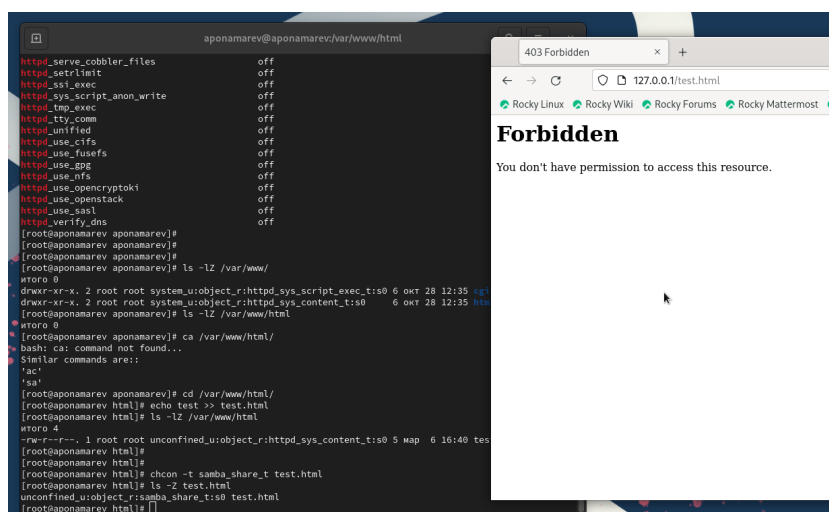 aponamarev@aponamarev:/var/www/html
httpd_serve_cobbler_files off
httpd_setrlimit off
httpd_ssi_exec off
httpd_sys_script_anon_write off
httpd_tmp_exec off
httpd_tty_comm off
httpd_unified off
httpd_use_cifs off
httpd_use_fusefs off
httpd_use_gpg off
httpd_use_nfs off
httpd_use_opencryptoki off
httpd_use_openstack off
httpd_use_sasl off
httpd_verify_dns off
[root@aponamarev aponamarev]#
[root@aponamarev aponamarev]#
[root@aponamarev aponamarev]#
[root@aponamarev aponamarev]# ls -lZ /var/www/
итого 0
drwxr-xr-x. 2 root root system_u:object_r:httpd_sys_script_exec_t:s0 6 окт 28 12:35 cgi
drwxr-xr-x. 2 root root system_u:object_r:httpd_sys_content_t:s0 6 окт 28 12:35 htm
[root@aponamarev aponamarev]# ls -lZ /var/www/html
итого 0
[root@aponamarev aponamarev]# ca /var/www/html/
bash: ca: command not found...
Similar commands are::
'ac'
'sa'
[root@aponamarev aponamarev]# cd /var/www/html/
[root@aponamarev html]# echo test >> test.html
[root@aponamarev html]# ls -lZ /var/www/html
итого 4
-rw-r--r--. 1 root root unconfined_u:object_r:httpd_sys_content_t:s0 5 мар 6 16:40 tes
[root@aponamarev html]#
[root@aponamarev html]#
[root@aponamarev html]# chcon -t samba_share_t test.html
[root@aponamarev html]# ls -Z test.html
unconfined_u:object_r:samba_share_t:s0 test.html
[root@aponamarev html]#
403 Forbidden
127.0.0.1/test.html
Rocky Linux Rocky Wiki Rocky Forums Rocky Mattermost
Forbidden
You don't have permission to access this resource.